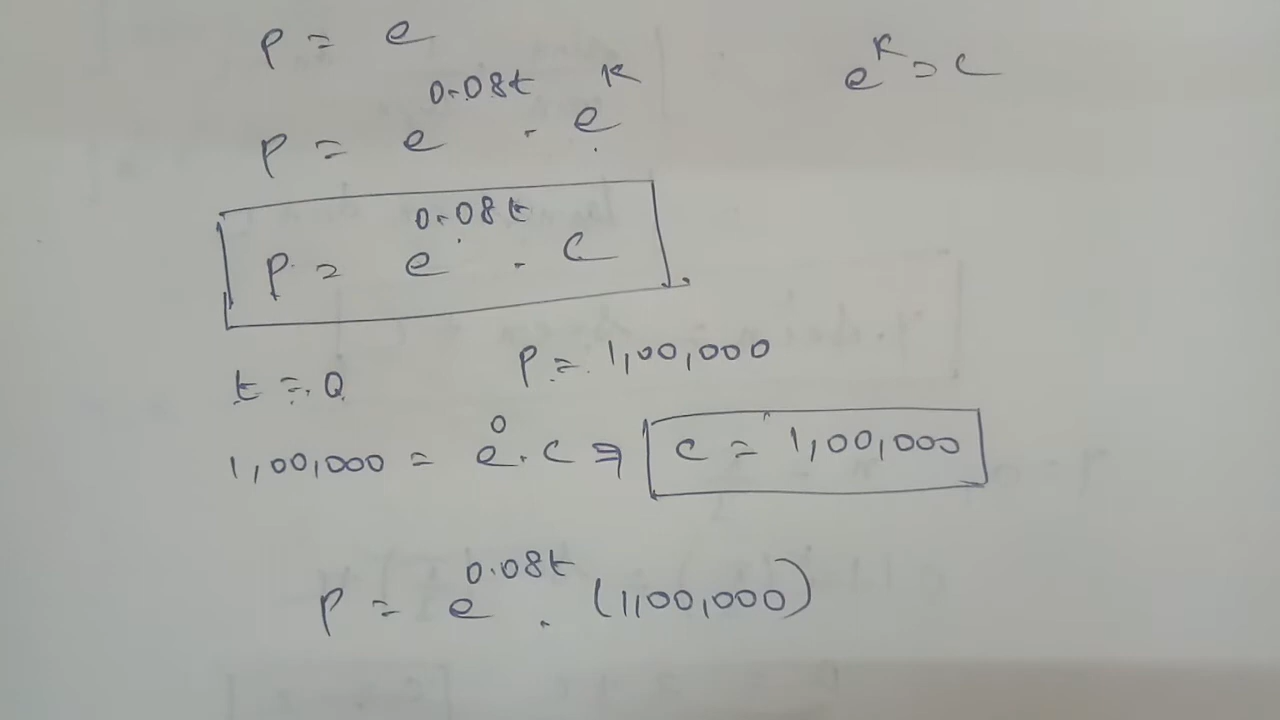 P = e
e^k = c
P = e^0.08t . e^k
P = e^0.08t . c
t = 0
P = 1,00,000
1,00,000 = e^0 . c ⇒ c = 1,00,000
P = e^0.08t . (1,00,000)